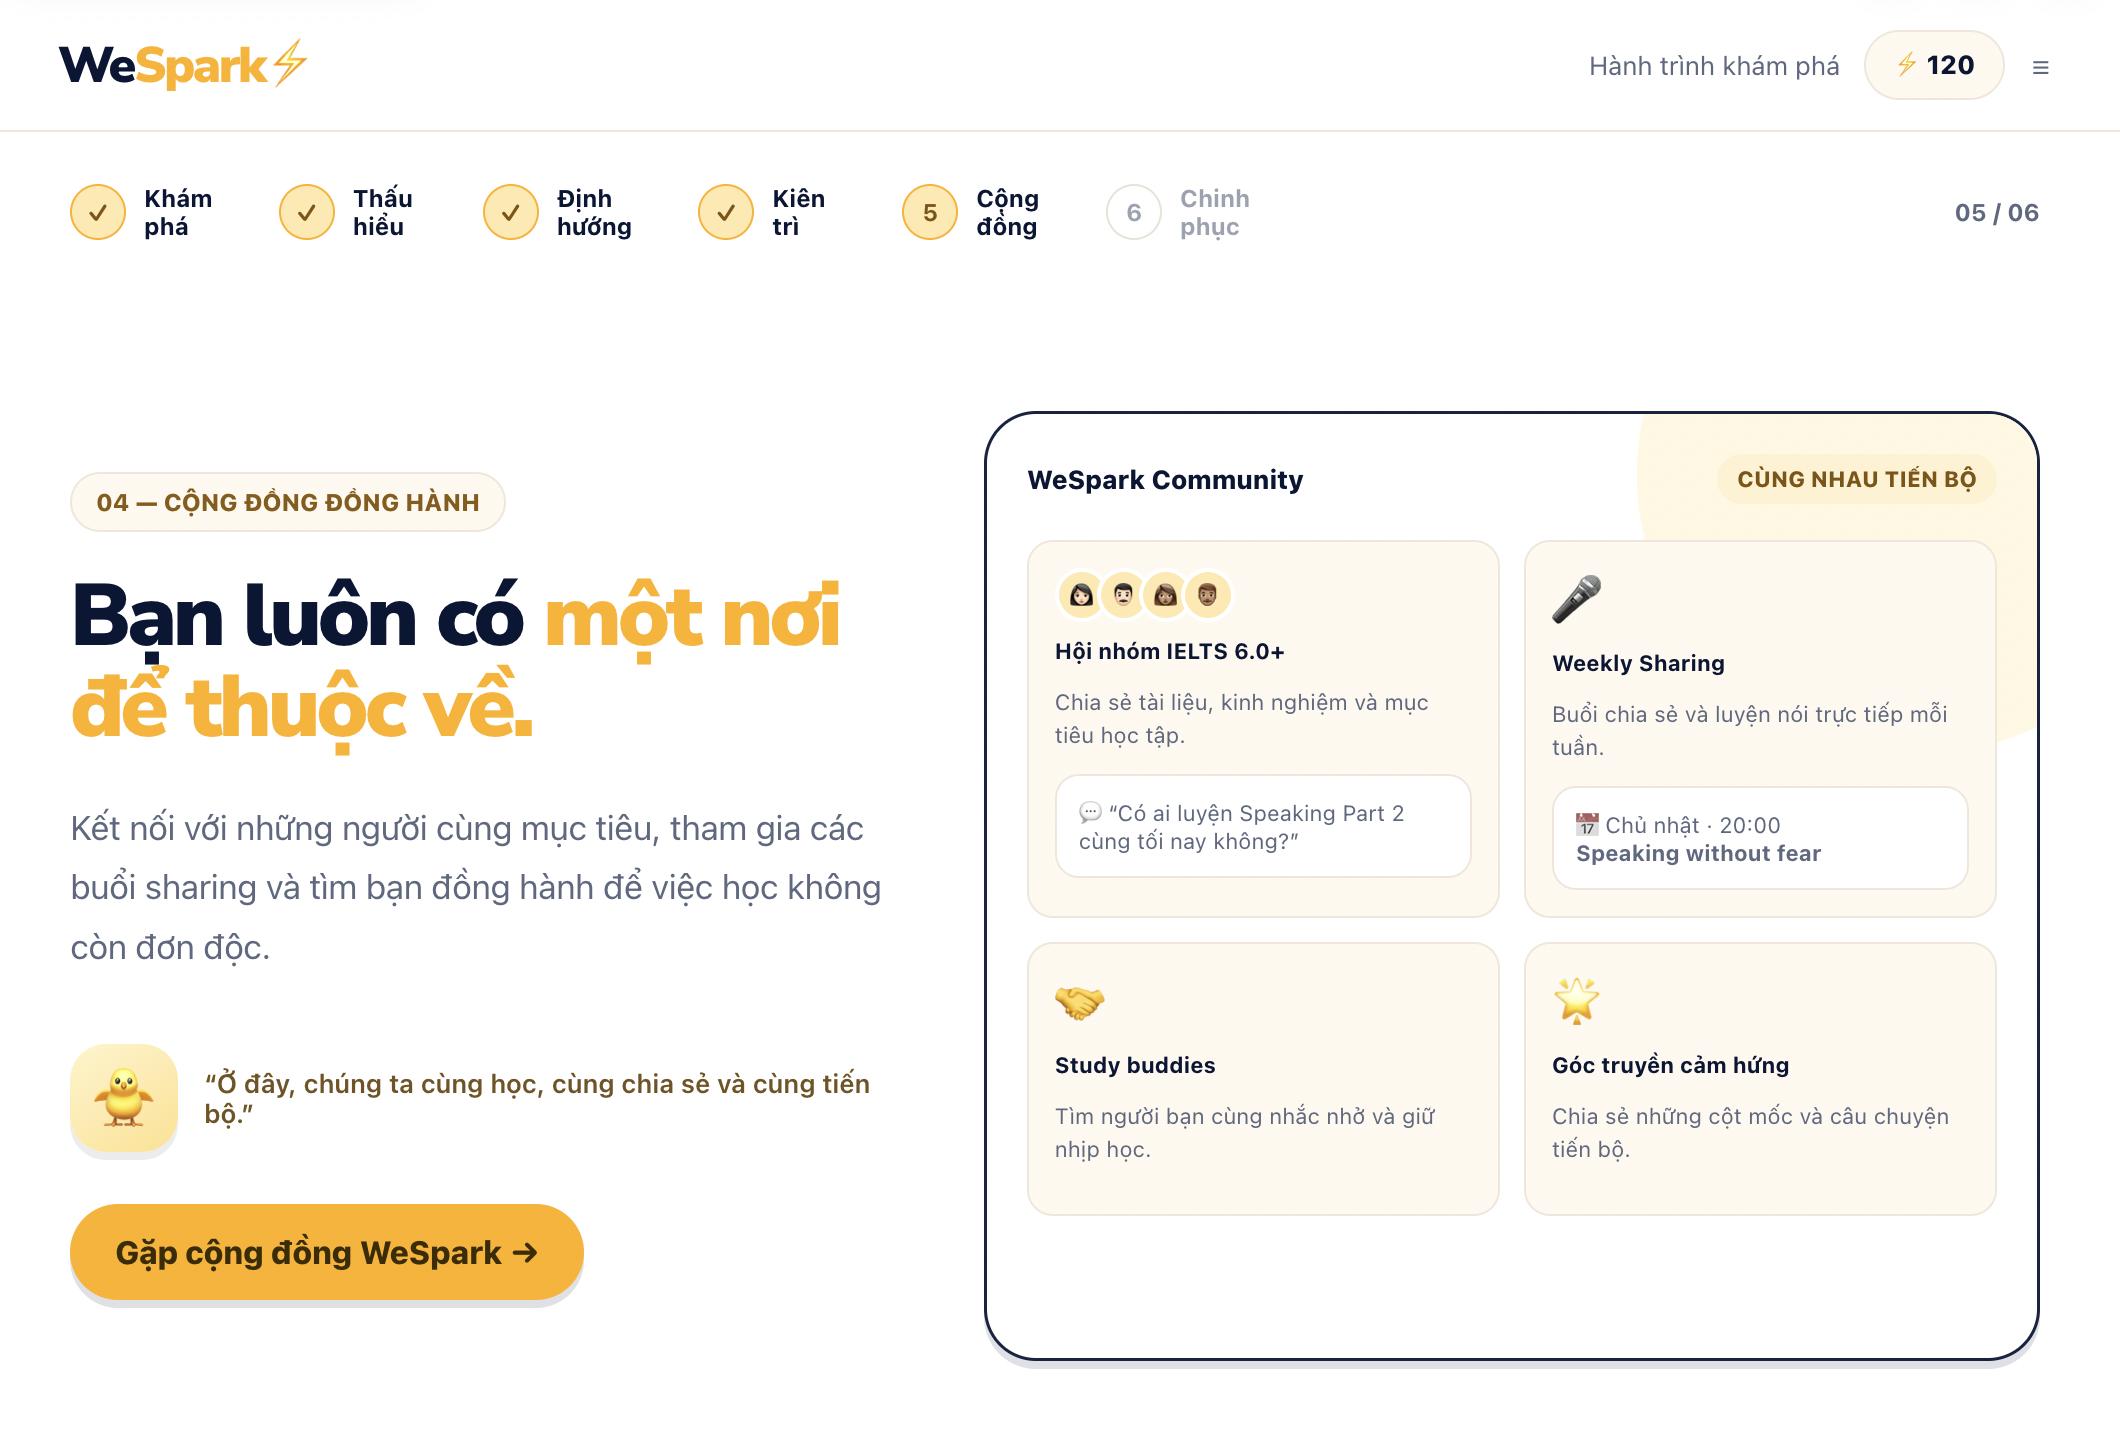 WeSpark
Hành trình khám phá
120
Khám
phá
Thấu
hiểu
Định
hướng
Kiên
trì
5
Cộng
đồng
6
Chinh
phục
05 / 06
04 — CỘNG ĐỒNG ĐỒNG HÀNH
Bạn luôn có một nơi
để thuộc về.
Kết nối với những người cùng mục tiêu, tham gia các
buổi sharing và tìm bạn đồng hành để việc học không
còn đơn độc.
“Ở đây, chúng ta cùng học, cùng chia sẻ và cùng tiến
bộ.”
Gặp cộng đồng WeSpark →
WeSpark Community
CÙNG NHAU TIẾN BỘ
Hội nhóm IELTS 6.0+
Chia sẻ tài liệu, kinh nghiệm và mục
tiêu học tập.
“Có ai luyện Speaking Part 2
cùng tối nay không?”
Weekly Sharing
Buổi chia sẻ và luyện nói trực tiếp mỗi
tuần.
17 Chủ nhật · 20:00
Speaking without fear
Study buddies
Tìm người bạn cùng nhắc nhở và giữ
nhịp học.
Góc truyền cảm hứng
Chia sẻ những cột mốc và câu chuyện
tiến bộ.